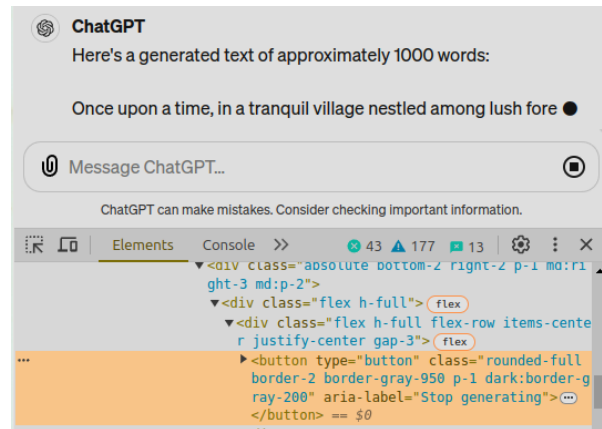 ChatGPT
Here's a generated text of approximately 1000 words:
Once upon a time, in a tranquil village nestled among lush fore
Message ChatGPT...
ChatGPT can make mistakes. Consider checking important information.
Elements Console 43 177 13
<div class="absolute bottom-2 right-2 p-1 md:ri
ght-3 md:p-2">
<div class="flex h-full"> flex
<div class="flex h-full flex-row items-cente
r justify-center gap-3"> flex
<button type="button" class="rounded-full
border-2 border-gray-950 p-1 dark:border-g
ray-200" aria-label="Stop generating">…
</button> == $0